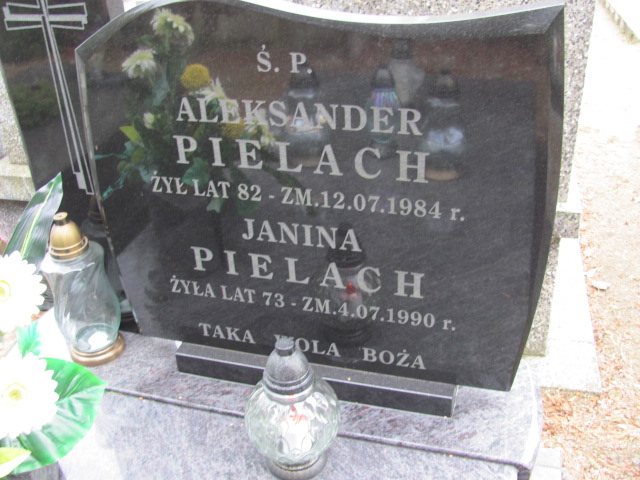 Ś. P.
ALEKSANDER
PIELACH
ŻYŁ LAT 82 - ZM.12.07.1984 r.
JANINA
PIELACH
ŻYŁA LAT 73 - ZM.4.07.1990 r.
TAKA WOLA BOŻA